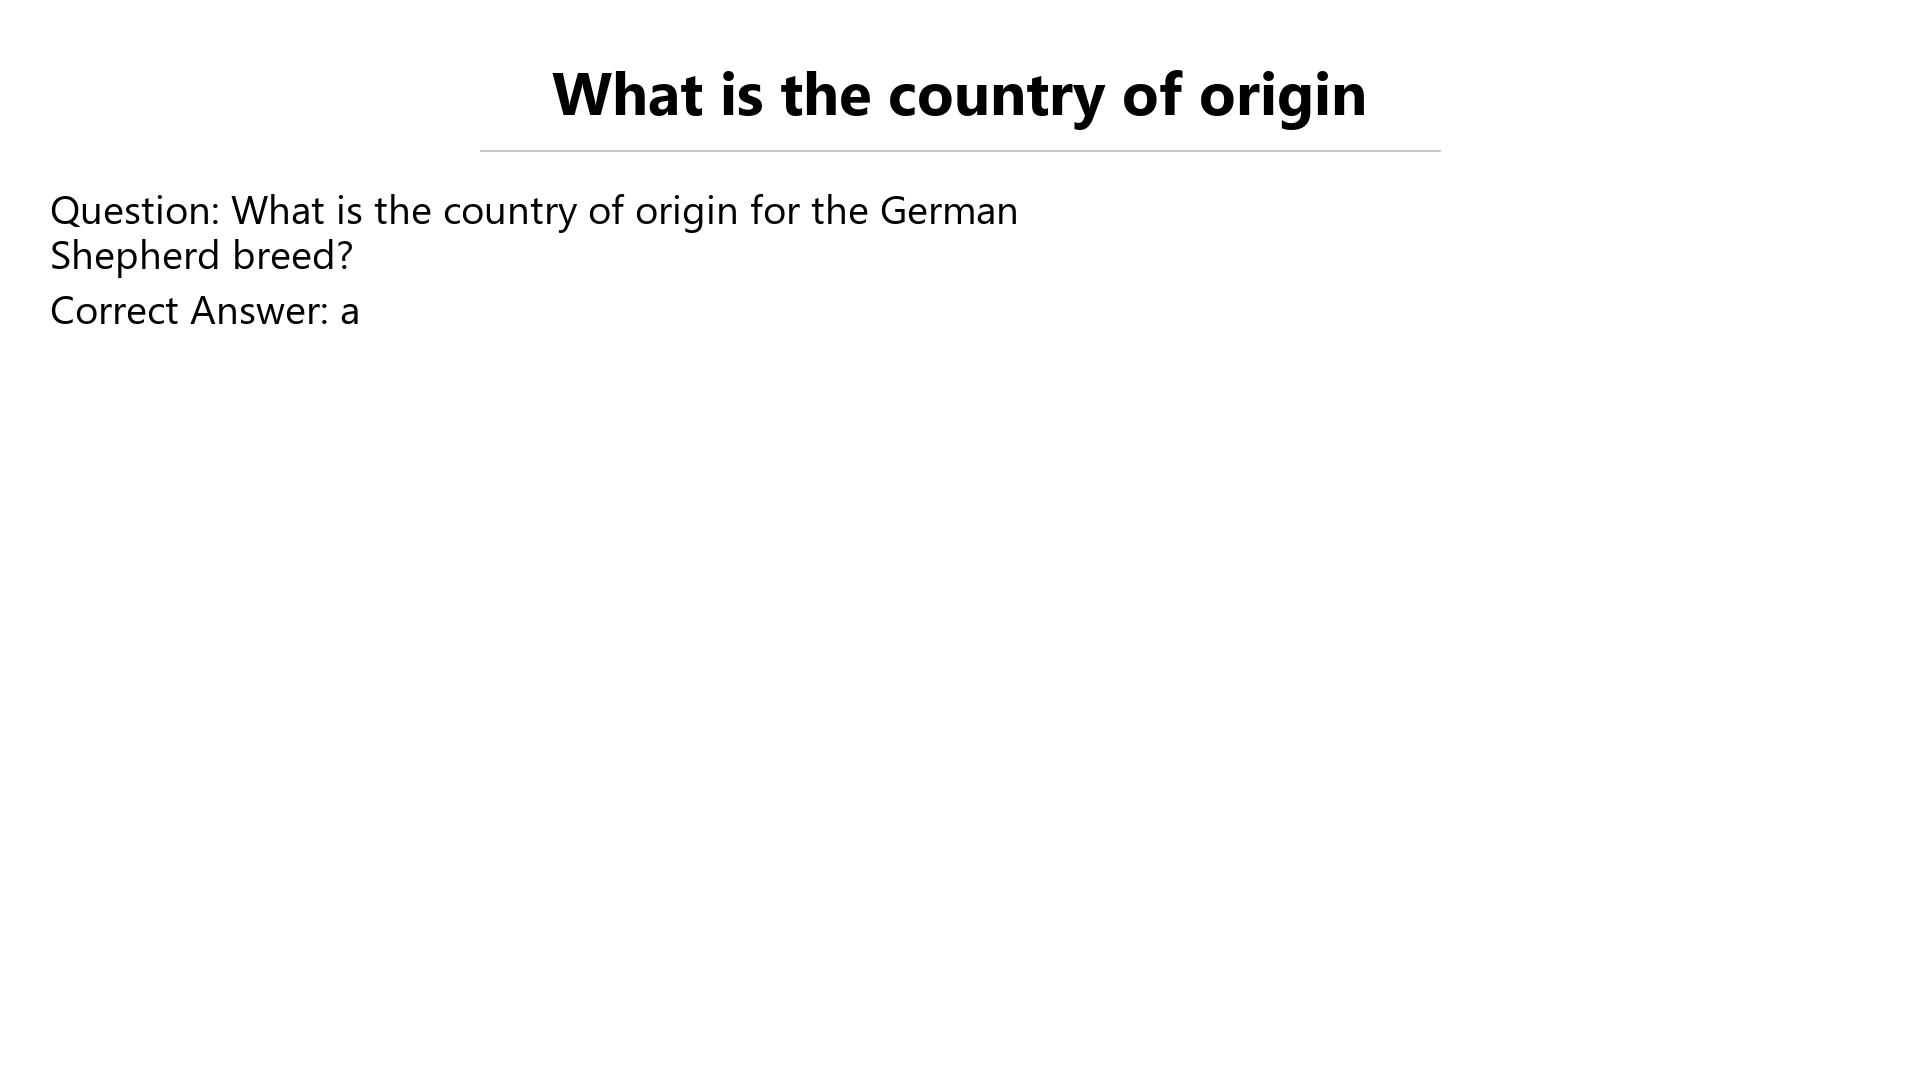 What is the country of origin
Question: What is the country of origin for the German
Shepherd breed?
Correct Answer: a